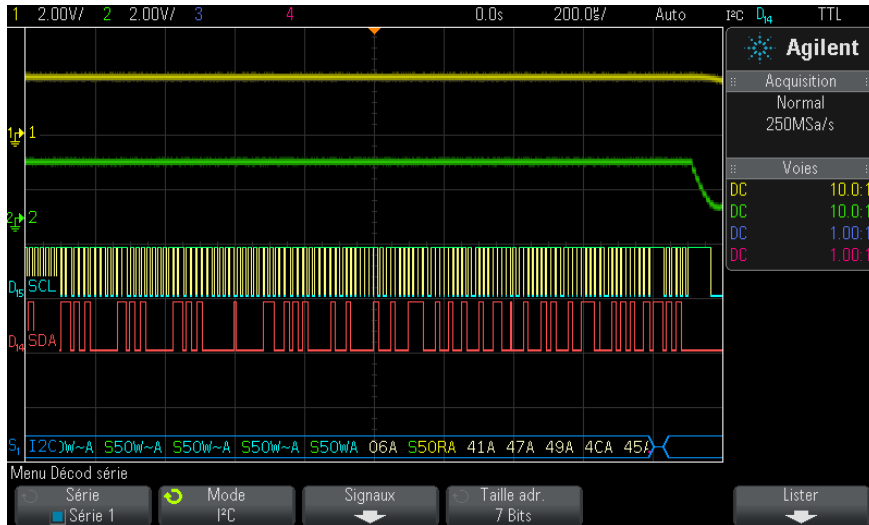 1 2.00V/ 2 2.00V/ 3 4 0.0s 200.0㎲/ Auto I²C D14 TTL
Agilent
Acquisition
Normal
250MSa/s
1 1
Voies
DC 10.0:1
DC 10.0:1
DC 1.00:1
DC 1.00:1
2 2
D15 SCL
D14 SDA
S1 I2C )W~A S50W~A S50W~A S50W~A S50WA 06A S50RA 41A 47A 49A 4CA 45A
Menu Décod série
Série Mode Signaux Taille adr. Lister
Série 1 I²C 7 Bits